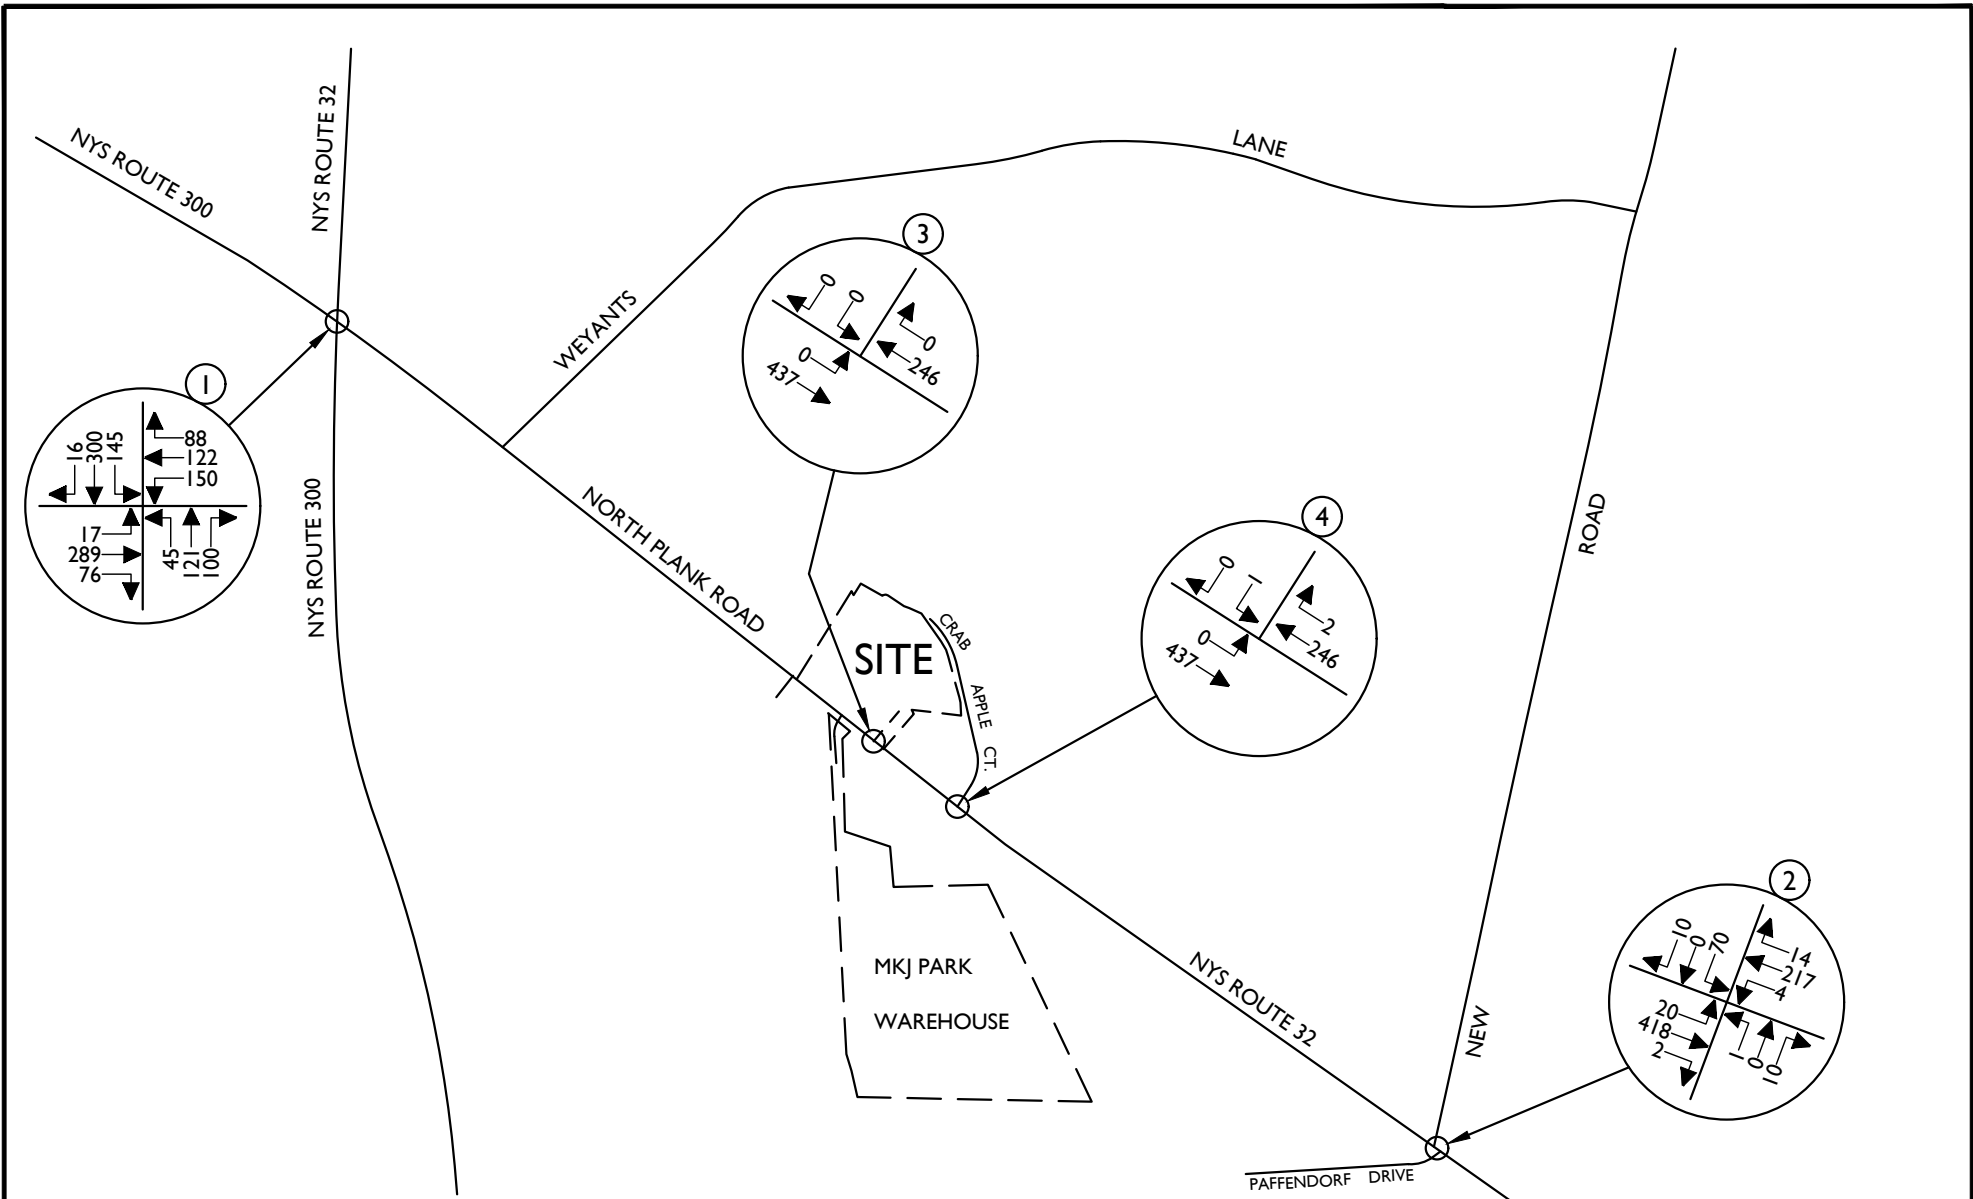 NYS ROUTE 300
NYS ROUTE 32
LANE
WEYANTS
3
0
0
0
0
437
246
1
16
300
145
88
122
150
17
289
76
45
121
100
NYS ROUTE 300
NORTH PLANK ROAD
4
0
1
2
0
437
246
ROAD
SITE
CRAB
APPLE
CT.
MKJ PARK
WAREHOUSE
NYS ROUTE 32
NEW
2
10
0
70
14
217
4
20
418
2
1
0
10
PAFFENDORF DRIVE